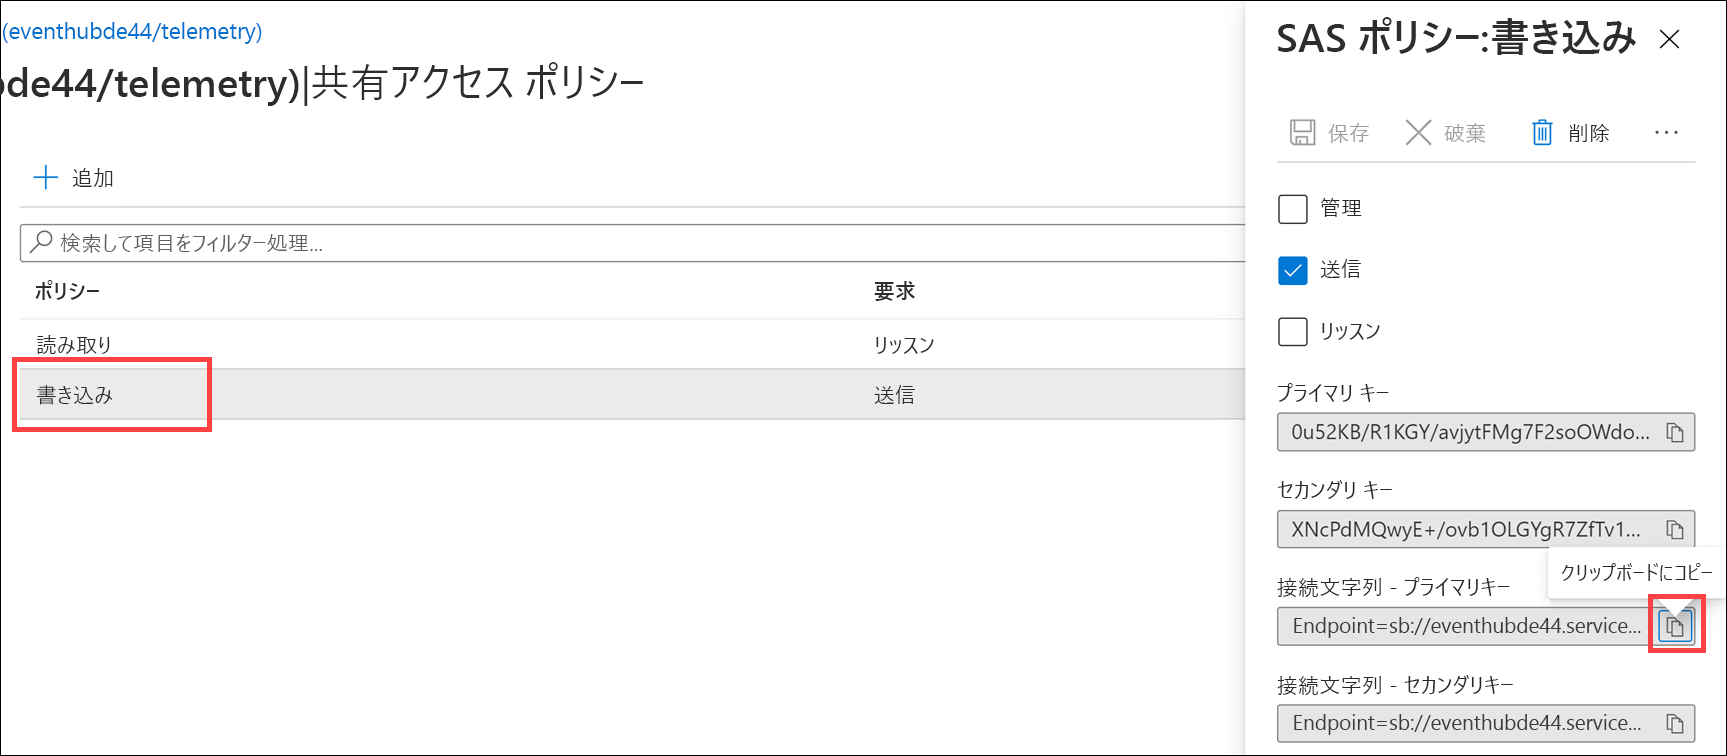 (eventhubde44/telemetry)
de44/telemetry)|共有アクセス ポリシー
追加
検索して項目をフィルター処理...
ポリシー 要求
読み取り リッスン
書き込み 送信
SAS ポリシー:書き込み
保存 破棄 削除 ...
管理
送信
リッスン
プライマリ キー
0u52KB/R1KGY/avjytFMg7F2soOWdo...
セカンダリ キー
XNcPdMQwyE+/ovb1OLGYgR7ZfTv1...
クリップボードにコピー
接続文字列 - プライマリキー
Endpoint=sb://eventhubde44.service...
接続文字列 - セカンダリキー
Endpoint=sb://eventhubde44.service...